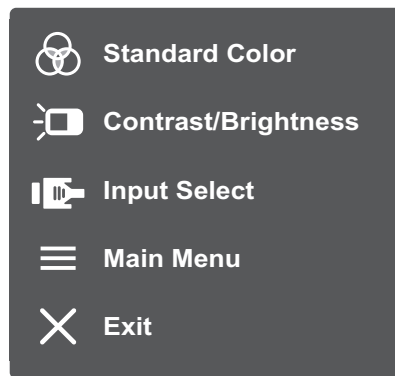 Standard Color
Contrast/Brightness
Input Select
Main Menu
Exit